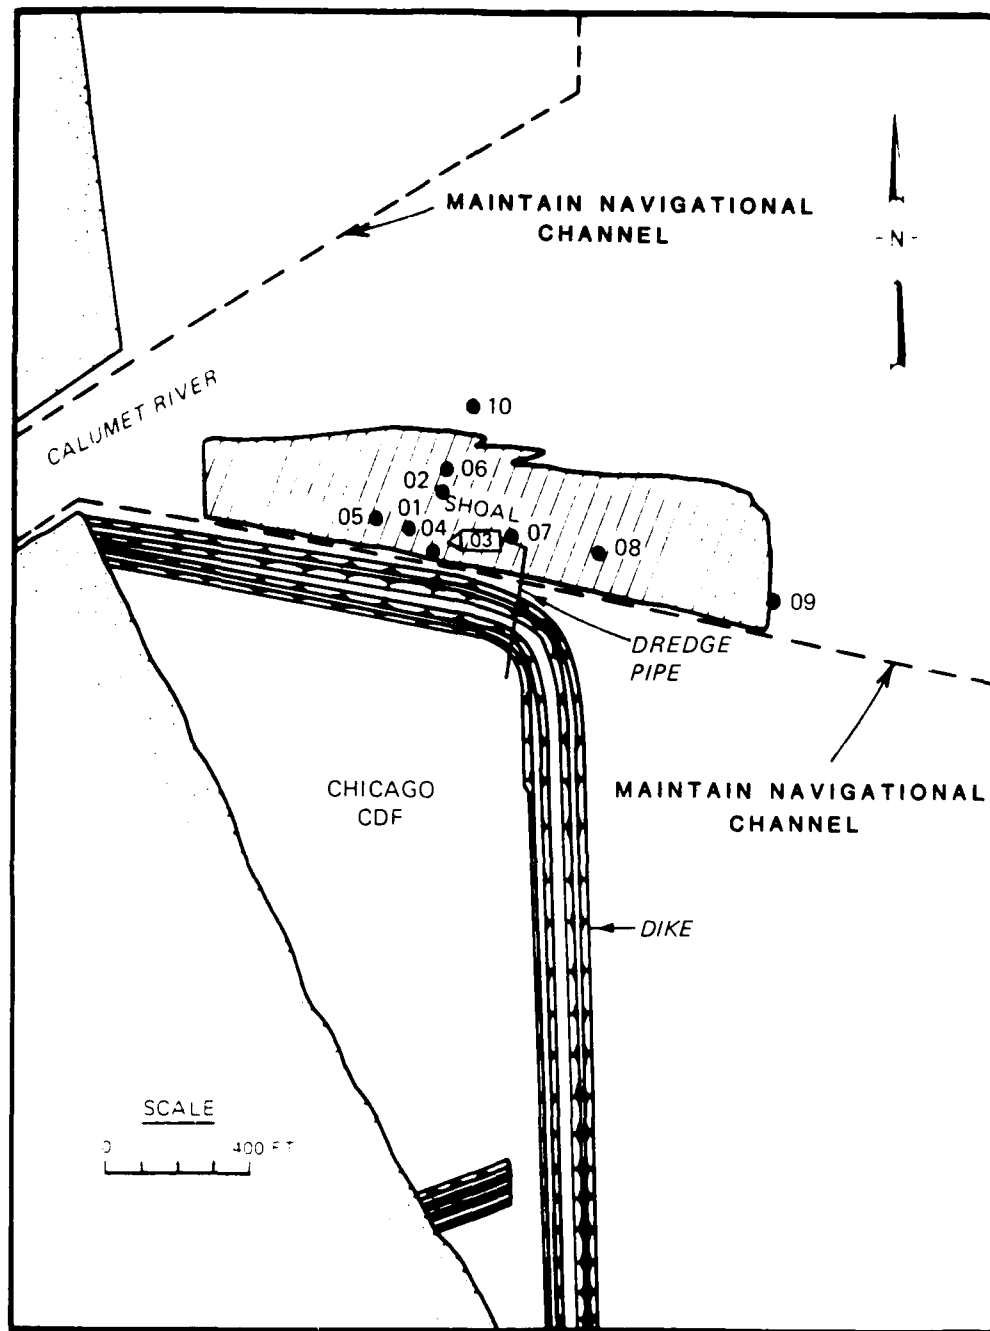 MAINTAIN NAVIGATIONAL
CHANNEL
- N -
CALUMET RIVER
10
06
02
SHOAL
05
01
04
03
07
08
09
DREDGE
PIPE
CHICAGO
CDF
MAINTAIN NAVIGATIONAL
CHANNEL
DIKE
SCALE
0 400 FT